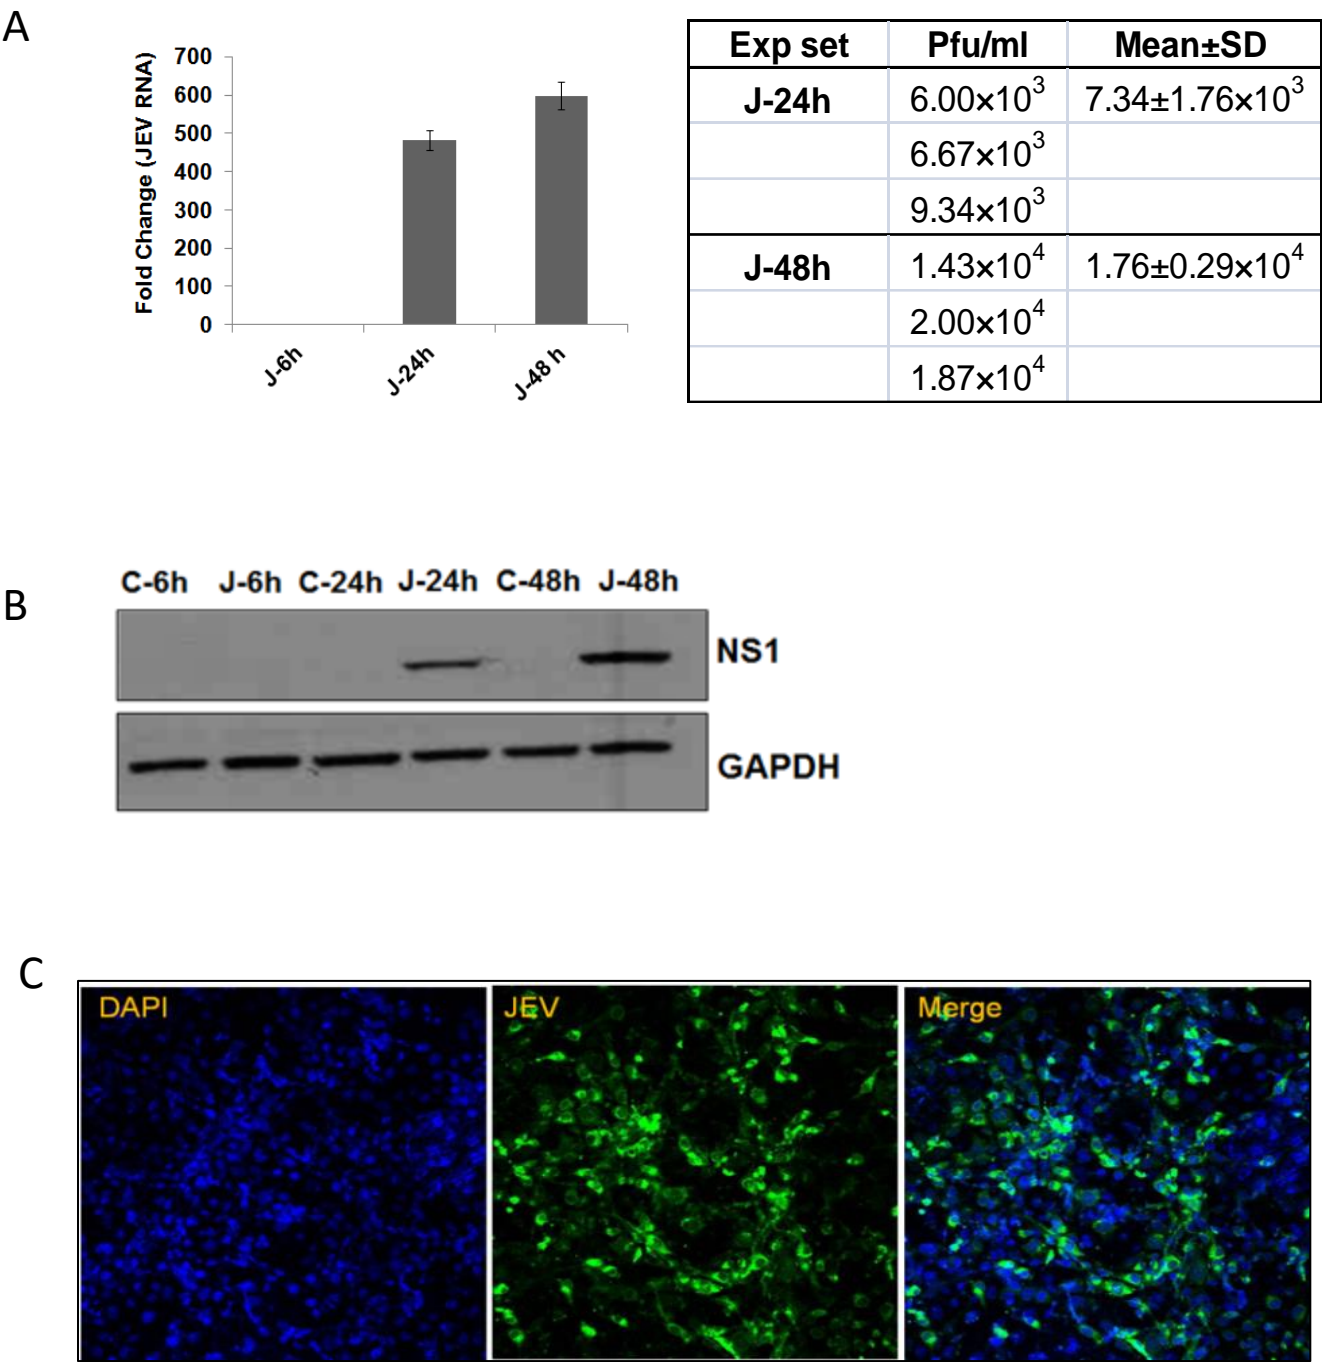 A
Fold Change (JEV RNA)
700
600
500
400
300
200
100
0
J-6h
J-24h
J-48 h
Exp set Pfu/ml Mean±SD
J-24h 6.00×10³ 7.34±1.76×10³
6.67×10³
9.34×10³
J-48h 1.43×10⁴ 1.76±0.29×10⁴
2.00×10⁴
1.87×10⁴
B
C-6h J-6h C-24h J-24h C-48h J-48h
NS1
GAPDH
C
DAPI JEV Merge